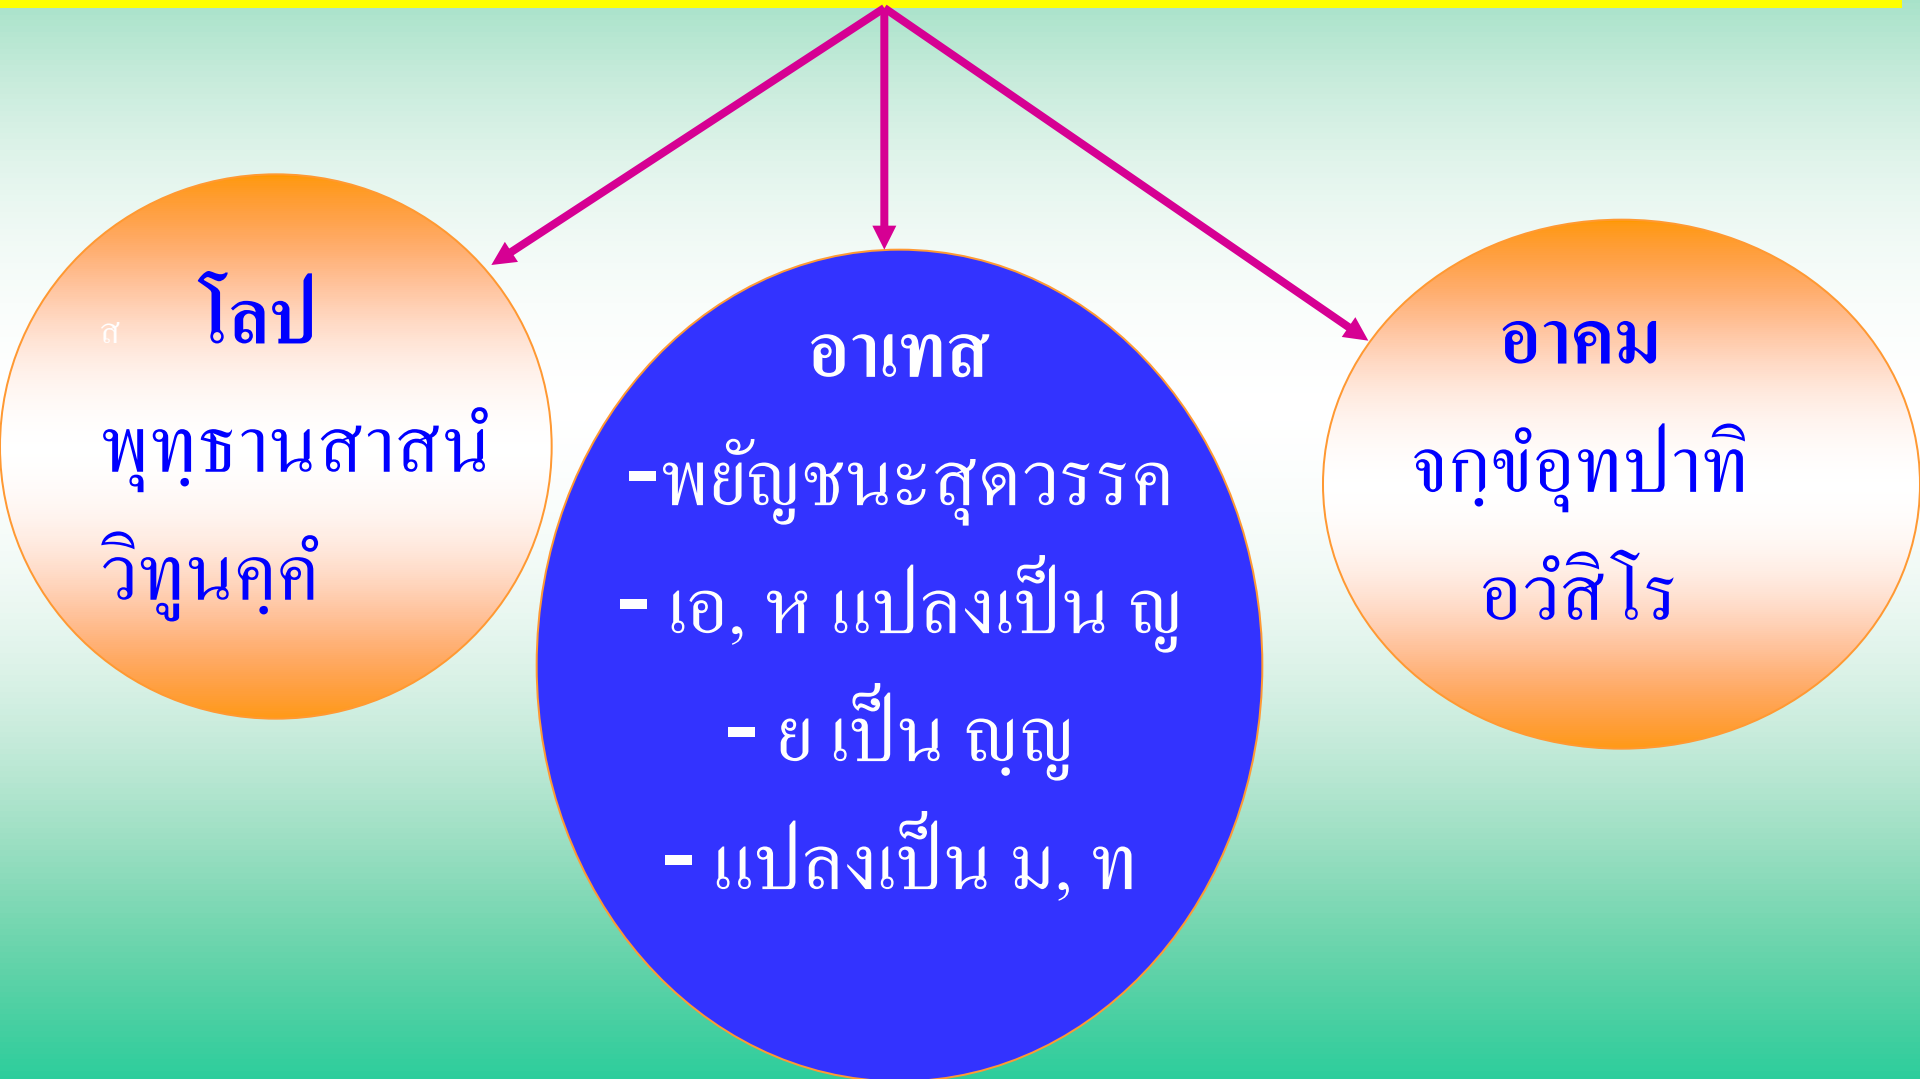 ส โลป
พุทฺธานสาสนํ
วิทูนคฺคํ
อาเทส
-พยัญชนะสุดวรรค
- เอ, ห แปลงเป็น ญ
- ย เป็น ญฺญ
- แปลงเป็น ม, ท
อาคม
จกฺขํอุทปาทิ
อวํสิโร